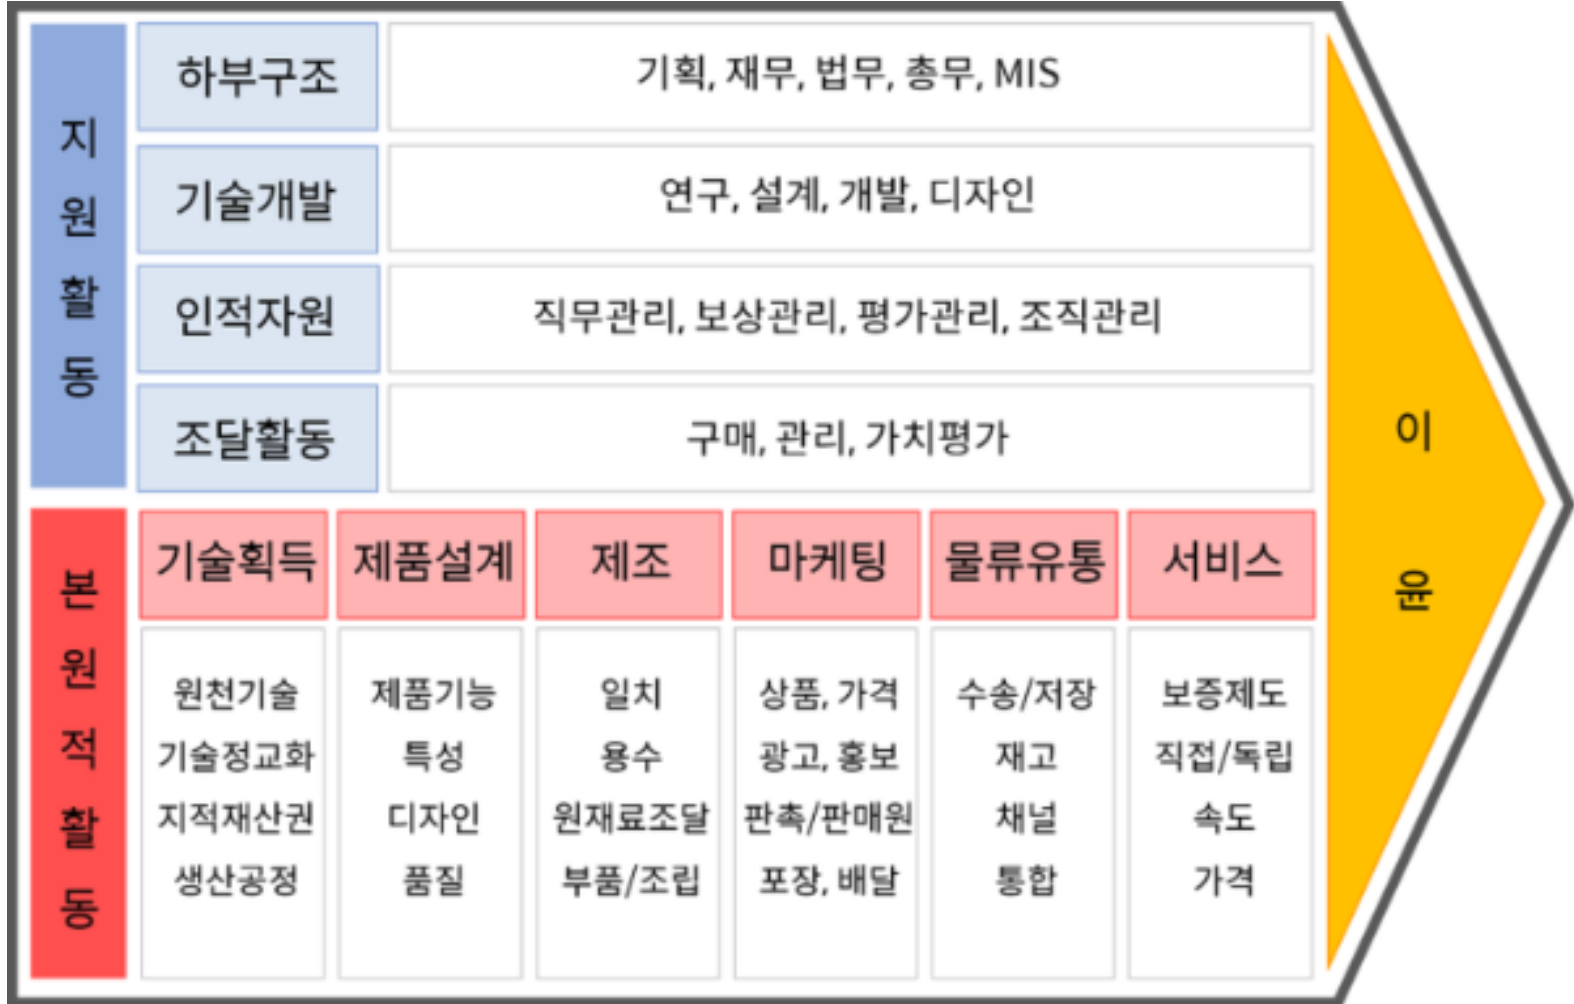 지원활동
하부구조
기획, 재무, 법무, 총무, MIS
기술개발
연구, 설계, 개발, 디자인
인적자원
직무관리, 보상관리, 평가관리, 조직관리
조달활동
구매, 관리, 가치평가
본원적활동
기술획득
원천기술
기술정교화
지적재산권
생산공정
제품설계
제품기능
특성
디자인
품질
제조
일치
용수
원재료조달
부품/조립
마케팅
상품, 가격
광고, 홍보
판촉/판매원
포장, 배달
물류유통
수송/저장
재고
채널
통합
서비스
보증제도
직접/독립
속도
가격
이윤